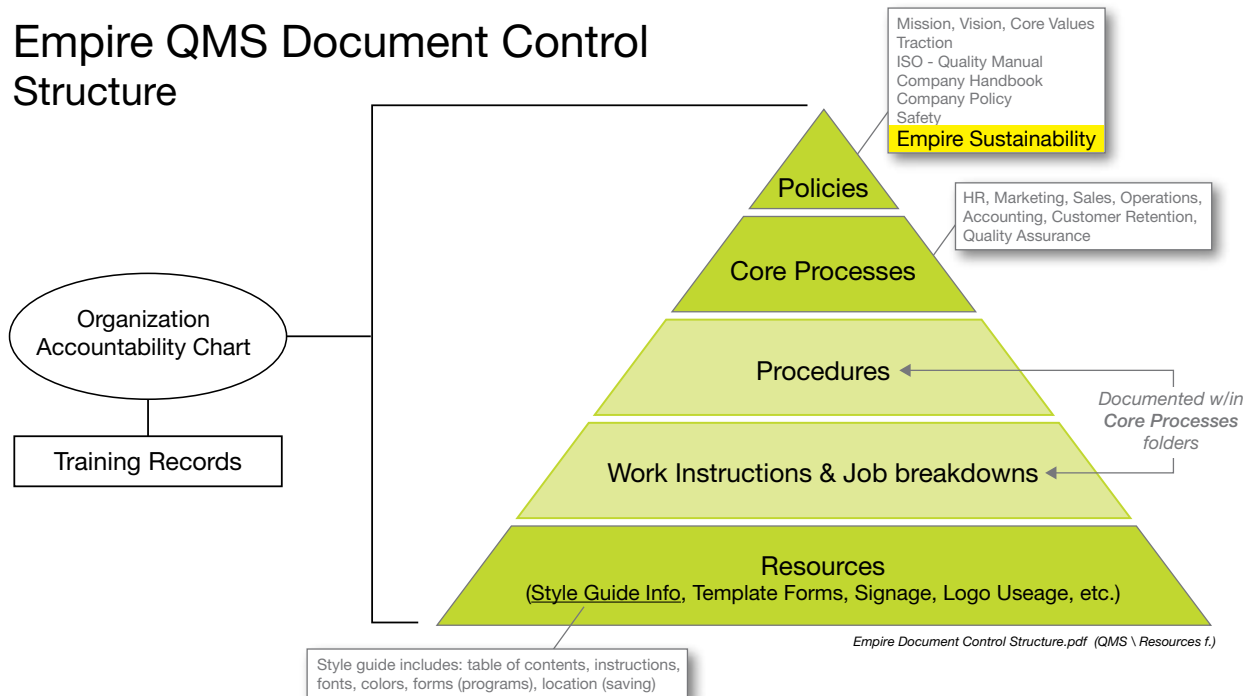 Empire QMS Document Control
Structure
Mission, Vision, Core Values
Traction
ISO - Quality Manual
Company Handbook
Company Policy
Safety
Empire Sustainability
Policies
HR, Marketing, Sales, Operations,
Accounting, Customer Retention,
Quality Assurance
Core Processes
Organization
Accountability Chart
Training Records
Procedures
Documented w/in
Core Processes
folders
Work Instructions & Job breakdowns
Resources
(Style Guide Info, Template Forms, Signage, Logo Useage, etc.)
Empire Document Control Structure.pdf (QMS \ Resources f.)
Style guide includes: table of contents, instructions,
fonts, colors, forms (programs), location (saving)